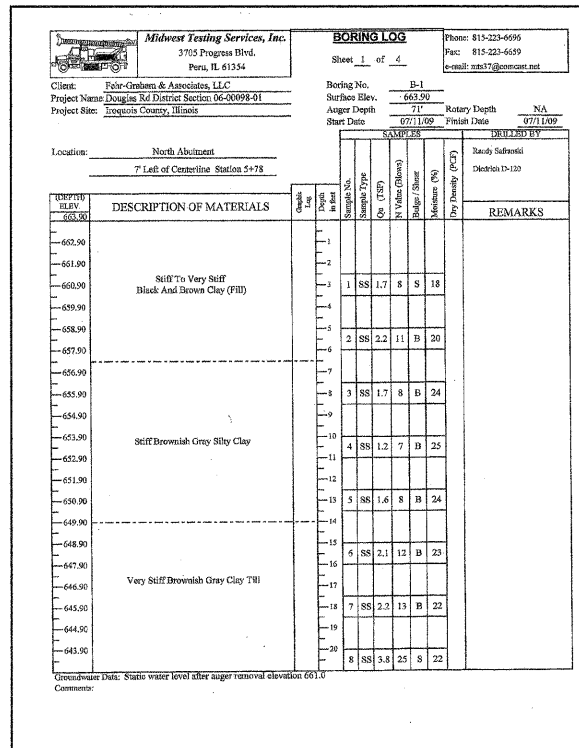 Midwest Testing Services, Inc.
3705 Progress Blvd.
Peru, IL 61354
BORING LOG
Sheet 1 of 4
Phone: 815-223-6696
Fax: 815-223-6659
e-mail: mts37@comcast.net
Client: Fehr-Graham & Associates, LLC
Project Name: Douglas Rd District Section 06-00098-01
Project Site: Iroquois County, Illinois
Boring No. B-1
Surface Elev. 663.90
Auger Depth 71' Rotary Depth NA
Start Date 07/11/09 Finish Date 07/11/09
Location: North Abutment
7' Left of Centerline Station 5+78
SAMPLES
DRILLED BY
Randy Safranski
Diedrich D-120
(DEPTH)
ELEV.
663.90
DESCRIPTION OF MATERIALS
Graphic Log
Depth in feet
Sample No.
Sample Type
Qu (TSF)
N Value (Blows)
Bulge / Shear
Moisture (%)
Dry Density (PCF)
REMARKS
662.90 1
661.90 2
Stiff To Very Stiff
660.90 3 1 SS 1.7 8 S 18
Black And Brown Clay (Fill)
659.90 4
658.90 5
2 SS 2.2 11 B 20
657.90 6
656.90 7
655.90 8 3 SS 1.7 8 B 24
654.90 9
653.90 Stiff Brownish Gray Silty Clay 10
4 SS 1.2 7 B 25
652.90 11
651.90 12
650.90 13 5 SS 1.6 8 B 24
649.90 14
648.90 15
6 SS 2.1 12 B 23
647.90 16
646.90 Very Stiff Brownish Gray Clay Till 17
645.90 18 7 SS 2.2 13 B 22
644.90 19
643.90 20
8 SS 3.8 25 S 22
Groundwater Data: Static water level after auger removal elevation 661.0
Comments: